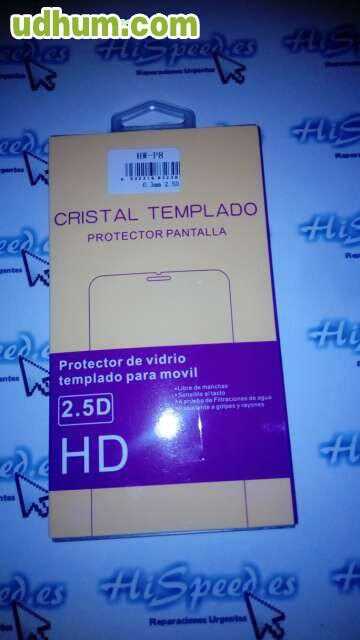 udhum.com
HiSpeed.es
Reparaciones Urgentes
HW-P8
0.3mm 2.5D
CRISTAL TEMPLADO
PROTECTOR PANTALLA
HiSpeed.es
Protector de vidrio
templado para movil
•Libre de manchas
•Sensible al tacto
•A prueba de Filtraciones de agua
a golpes y rayones
2.5D
HD
HiSpeed.es
Reparaciones Urgentes